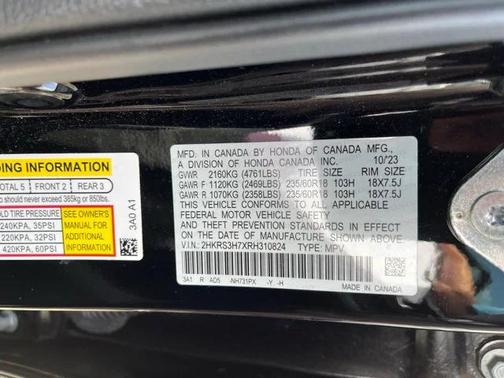 DING INFORMATION
TOTAL 5 FRONT 2 REAR 3
should never exceed 385kg or 850lbs.
LD TIRE PRESSURE
240KPA, 35PSI
220KPA, 32PSI
420KPA, 60PSI
SEE OWNER'S
MANUAL FOR
ADDITIONAL
INFORMATION
3A0 A1
MFD. IN CANADA BY HONDA OF CANADA MFG.,
A DIVISION OF HONDA CANADA INC. 10/23
GVWR 2160KG (4761LBS) TIRE SIZE RIM SIZE
GAWR F 1120KG (2469LBS) 235/60R18 103H 18X7.5J
GAWR R 1070KG (2358LBS) 235/60R18 103H 18X7.5J
THIS VEHICLE CONFORMS TO ALL APPLICABLE
FEDERAL MOTOR VEHICLE SAFETY, BUMPER,
AND THEFT PREVENTION STANDARDS IN EFFECT ON THE
DATE OF MANUFACTURE SHOWN ABOVE.
V.I.N.: 2HKRS3H7XRH310824 TYPE: MPV
3A1 R AD5 -NH731PX -Y: -H
MADE IN CANADA